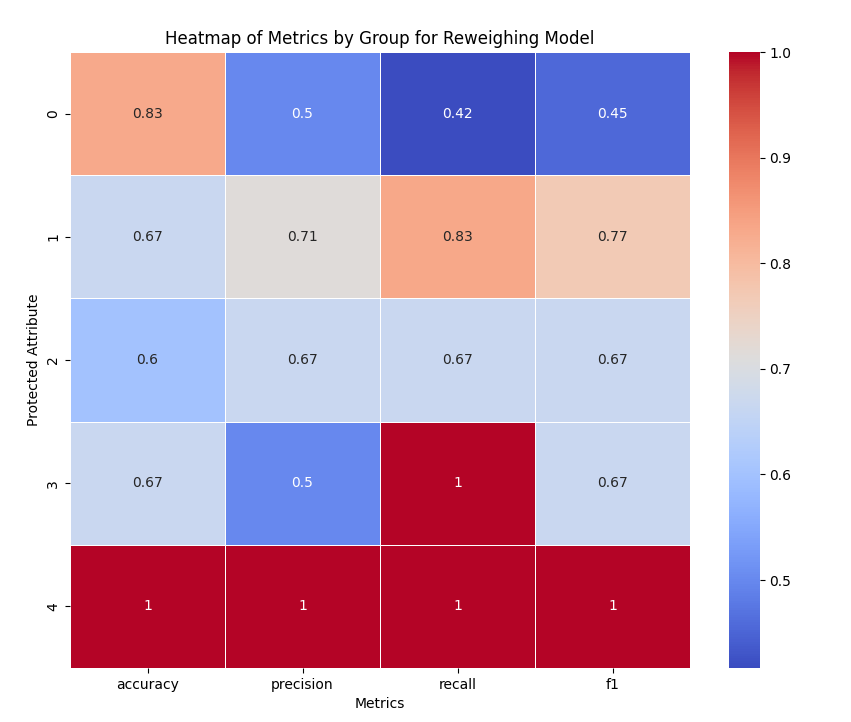 Heatmap of Metrics by Group for Reweighing Model
0 0.83 0.5 0.42 0.45
1 0.67 0.71 0.83 0.77
2 0.6 0.67 0.67 0.67
3 0.67 0.5 1 0.67
4 1 1 1 1
accuracy precision recall f1
Metrics
Protected Attribute
1.0
0.9
0.8
0.7
0.6
0.5